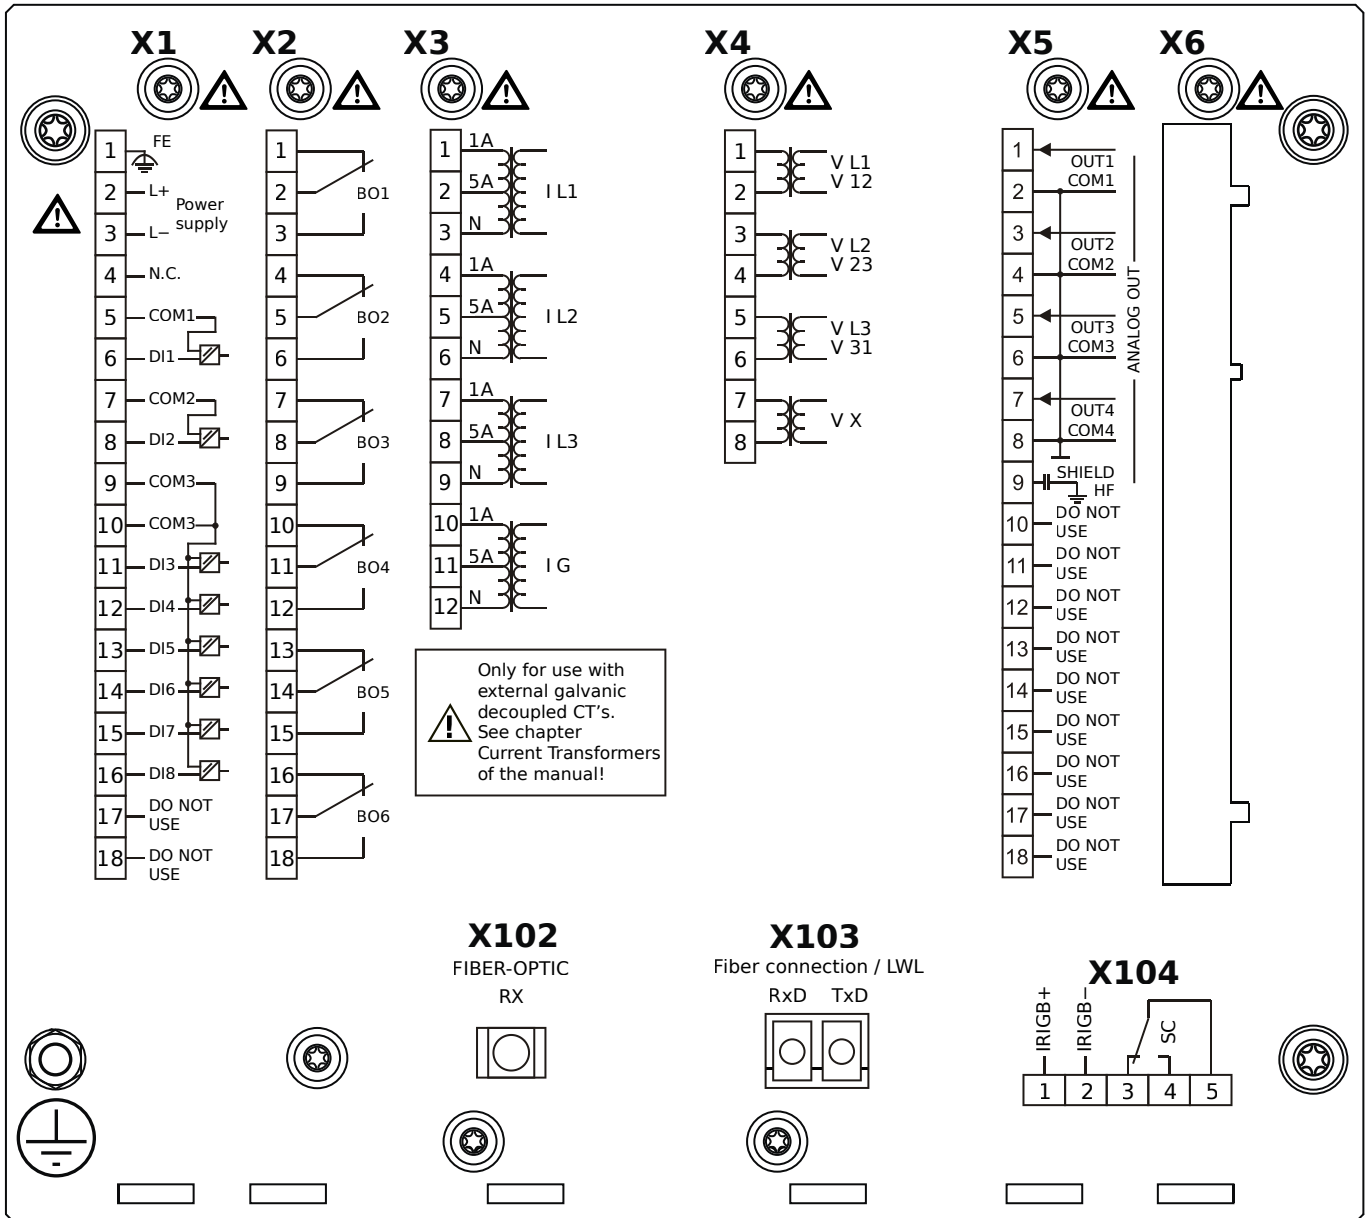 X1
X2
X3
X4
X5
X6
1 FE
2 L+
Power
supply
3 L−
4 N.C.
5 COM1
6 DI1
7 COM2
8 DI2
9 COM3
10 COM3
11 DI3
12 DI4
13 DI5
14 DI6
15 DI7
16 DI8
17 DO NOT
USE
18 DO NOT
USE
1
2 BO1
3
4
5 BO2
6
7
8 BO3
9
10
11 BO4
12
13
14 BO5
15
16
17 BO6
18
1 1A
2 5A I L1
3 N
4 1A
5 5A I L2
6 N
7 1A
8 5A I L3
9 N
10 1A
11 5A I G
12 N
Only for use with
external galvanic
decoupled CT's.
See chapter
Current Transformers
of the manual!
1 V L1
2 V 12
3 V L2
4 V 23
5 V L3
6 V 31
7 V X
8
1 OUT1
2 COM1
3 OUT2
4 COM2
5 OUT3
6 COM3
7 OUT4
8 COM4
ANALOG OUT
9 SHIELD
HF
10 DO NOT
USE
11 DO NOT
USE
12 DO NOT
USE
13 DO NOT
USE
14 DO NOT
USE
15 DO NOT
USE
16 DO NOT
USE
17 DO NOT
USE
18 DO NOT
USE
X102
FIBER-OPTIC
RX
X103
Fiber connection / LWL
RxD TxD
X104
IRIGB+
IRIGB−
SC
1 2 3 4 5